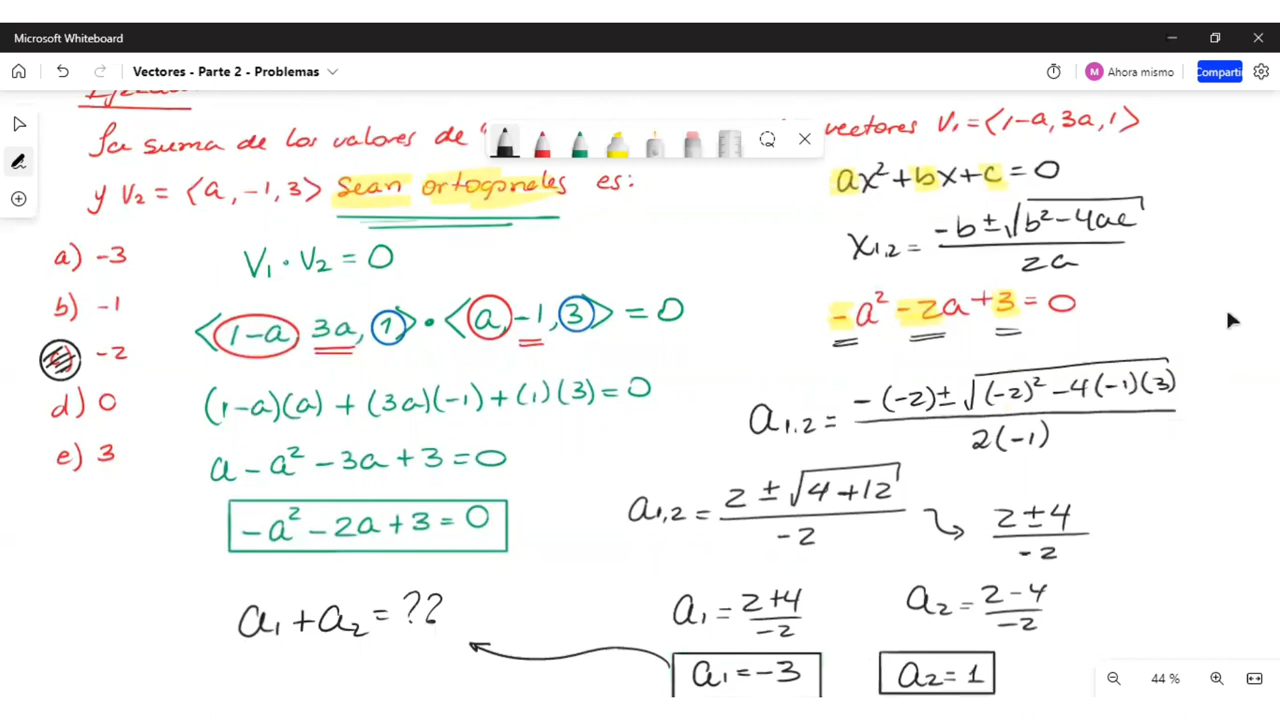 Microsoft Whiteboard
Vectores - Parte 2 - Problemas
Ahora mismo
Comparti
La suma de los valores de vectores V₁ = ⟨1-a, 3a, 1⟩
y V₂ = ⟨a, -1, 3⟩ Sean ortogonales es:
a) -3
b) -1
c) -2
d) 0
e) 3
V₁ · V₂ = 0
⟨1-a, 3a, 1⟩ · ⟨a, -1, 3⟩ = 0
(1-a)(a) + (3a)(-1) + (1)(3) = 0
a - a² - 3a + 3 = 0
-a² - 2a + 3 = 0
a₁ + a₂ = ??
ax² + bx + c = 0
X₁,₂ = (-b ± √(b² - 4ac)) / 2a
-a² - 2a + 3 = 0
a₁,₂ = (-(-2) ± √((-2)² - 4(-1)(3))) / 2(-1)
a₁,₂ = (2 ± √(4 + 12)) / -2 → (2 ± 4) / -2
a₁ = (2+4) / -2 a₂ = (2-4) / -2
a₁ = -3 a₂ = 1
44 %